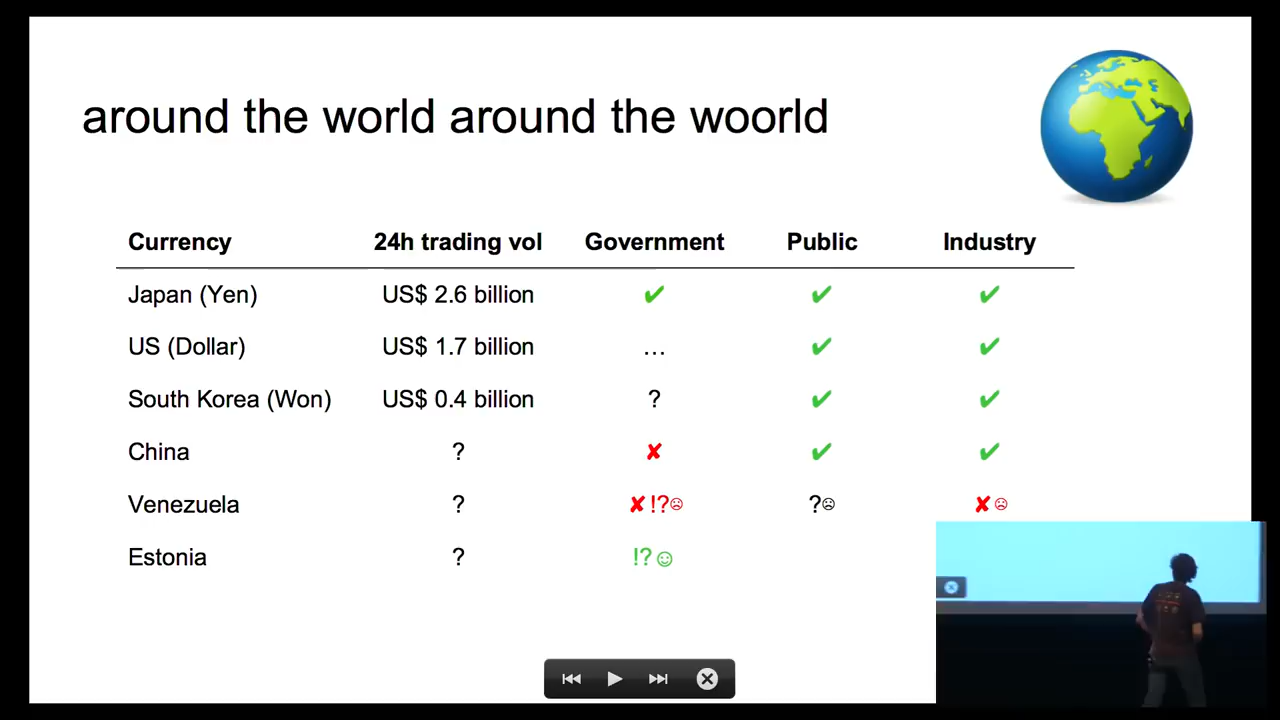 around the world around the woorld
Currency 24h trading vol Government Public Industry
Japan (Yen) US$ 2.6 billion ✔ ✔ ✔
US (Dollar) US$ 1.7 billion … ✔ ✔
South Korea (Won) US$ 0.4 billion ? ✔ ✔
China ? ✘ ✔ ✔
Venezuela ? ✘!?☹ ?☹ ✘☹
Estonia ? !?☺